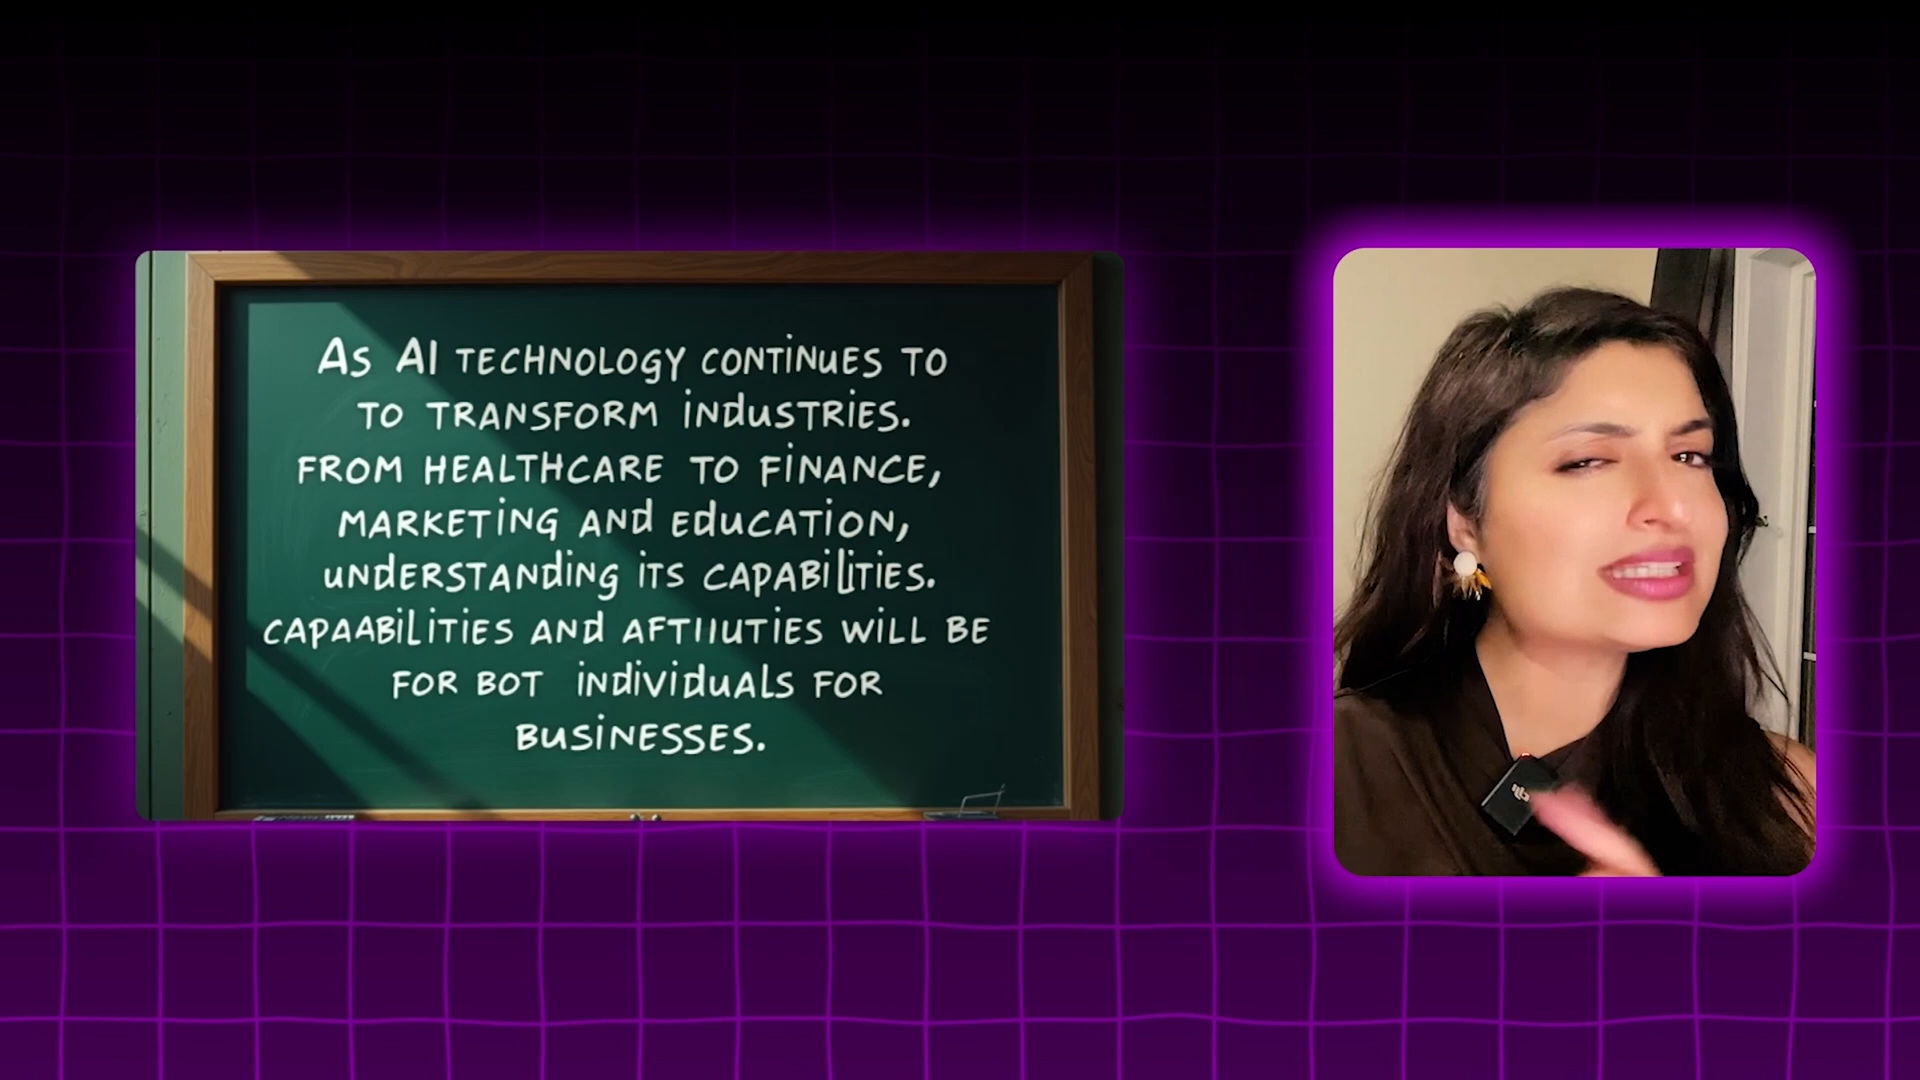 As AI TECHNOLOGY CONTINUES TO
TO TRANSFORM INdUSTRIES.
FROM HEALTHCARE TO FINANCE,
MARKETING ANd EdUCATION,
UNdERSTANdING ITS CAPABILITIES.
CAPAABILITIES ANd AFTIIUTIES WILL BE
FOR BOT INdIVIdUALS FOR
BUSINESSES.